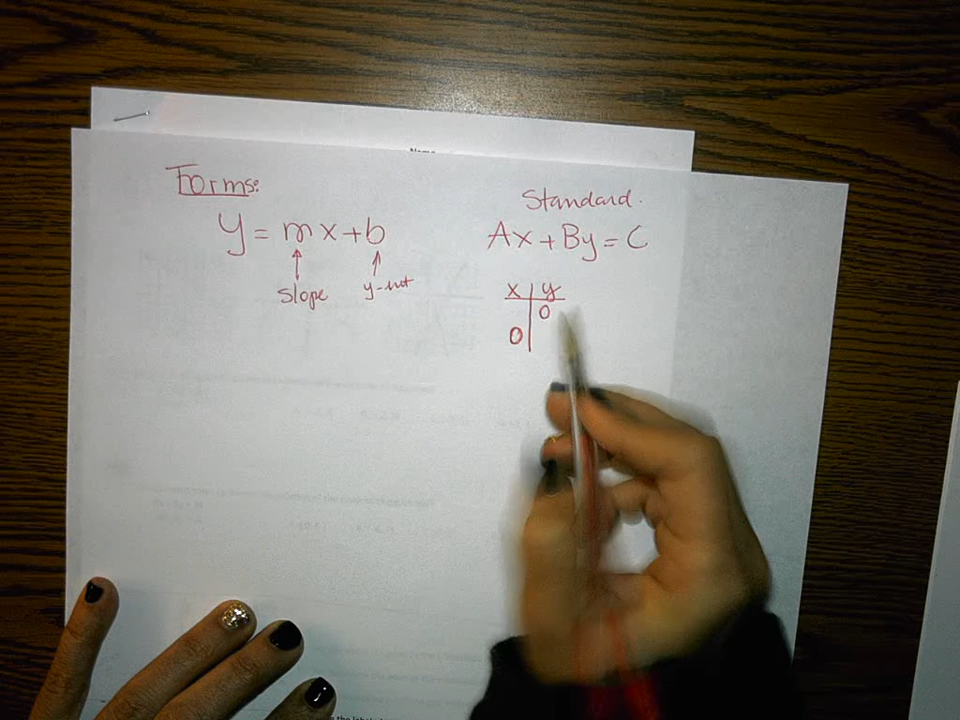 Forms:
y = mx + b
slope
y-int
Standard.
Ax + By = C
x y
0
0